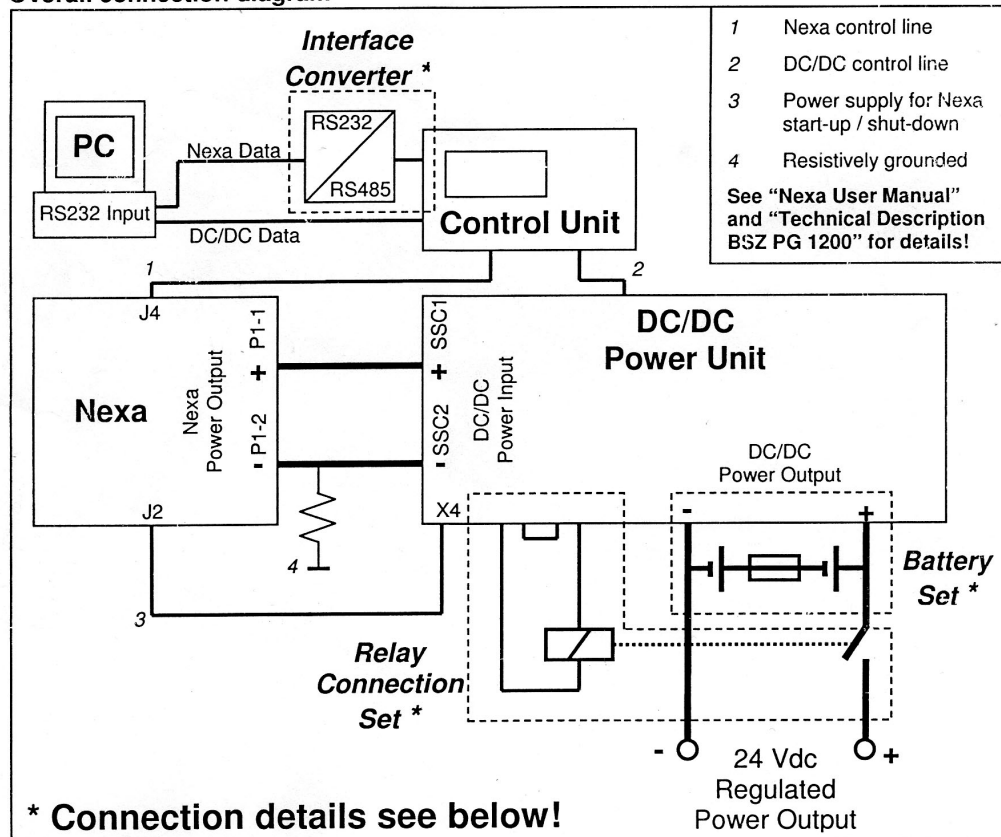 Overall connection diagram
Interface
Converter *
RS232
RS485
PC
RS232 Input
Nexa Data
DC/DC Data
Control Unit
1 Nexa control line
2 DC/DC control line
3 Power supply for Nexa
start-up / shut-down
4 Resistively grounded
See “Nexa User Manual”
and “Technical Description
BSZ PG 1200” for details!
1
2
J4
Nexa
Nexa
Power Output
P1-1
+
P1-2
-
J2
SSC1
+
SSC2
-
DC/DC
Power Input
X4
DC/DC
Power Unit
DC/DC
Power Output
-
+
4
3
Battery
Set *
Relay
Connection
Set *
-
+
24 Vdc
Regulated
Power Output
* Connection details see below!